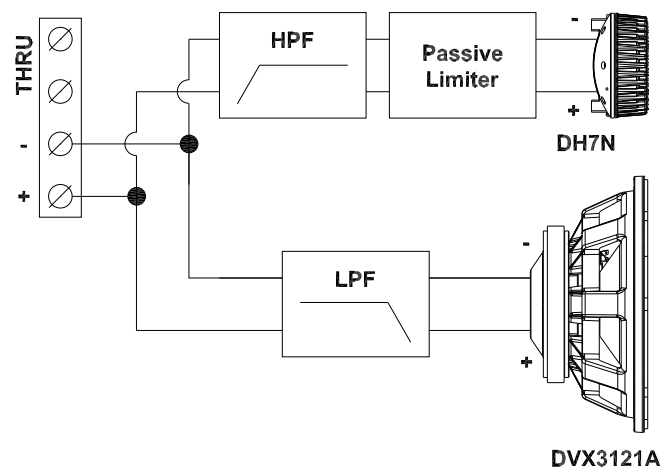 THRU
-
+
HPF
Passive
Limiter
-
+
DH7N
LPF
-
+
DVX3121A